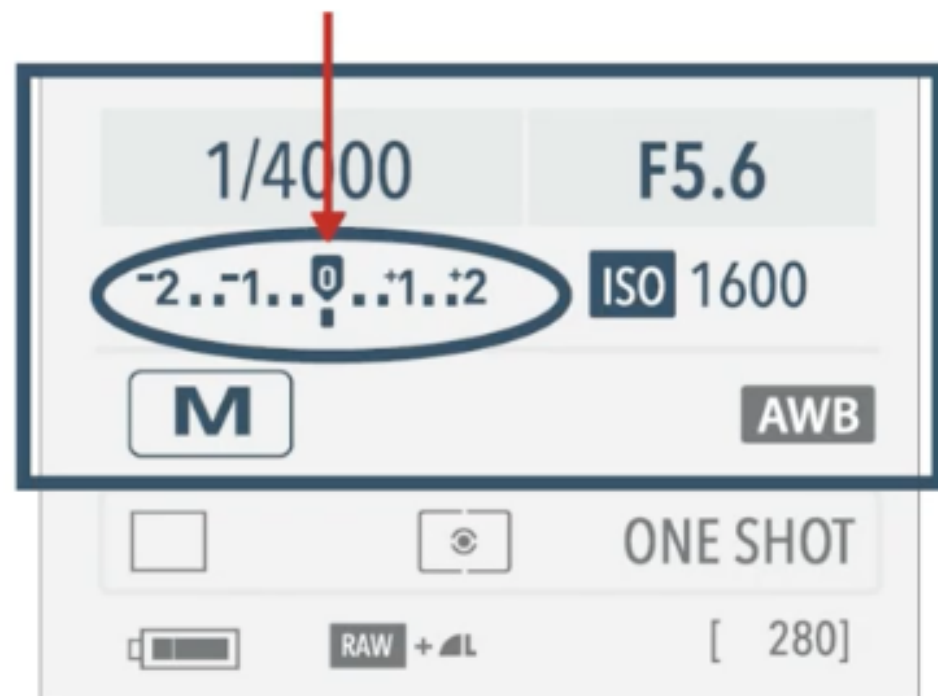 1/4000 F5.6
-2..-1..0..+1..+2 ISO 1600
M AWB
ONE SHOT
RAW + L [ 280]